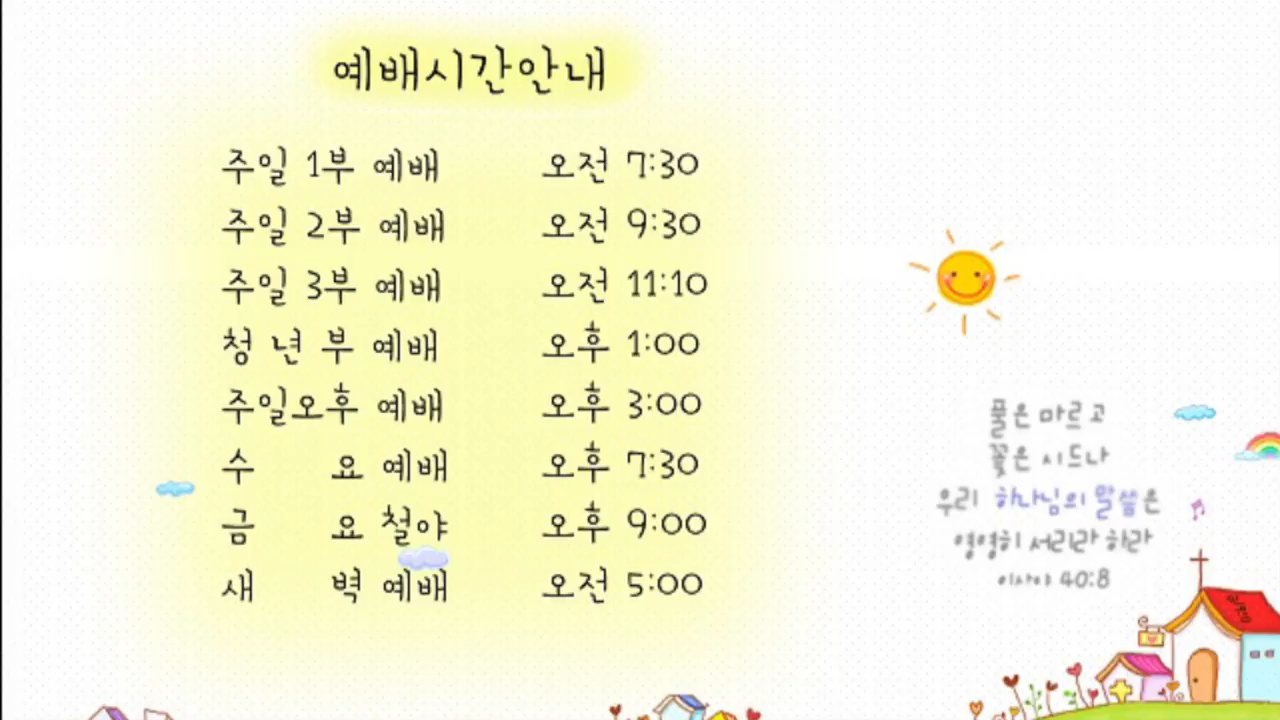 예배시간안내
주일 1부 예배 오전 7:30
주일 2부 예배 오전 9:30
주일 3부 예배 오전 11:10
청 년 부 예배 오후 1:00
주일오후 예배 오후 3:00
수 요 예배 오후 7:30
금 요 철야 오후 9:00
새 벽 예배 오전 5:00
풀은 마르고
꽃은 시드나
우리 하나님의 말씀은
영영히 서리라 하라
이사야 40:8